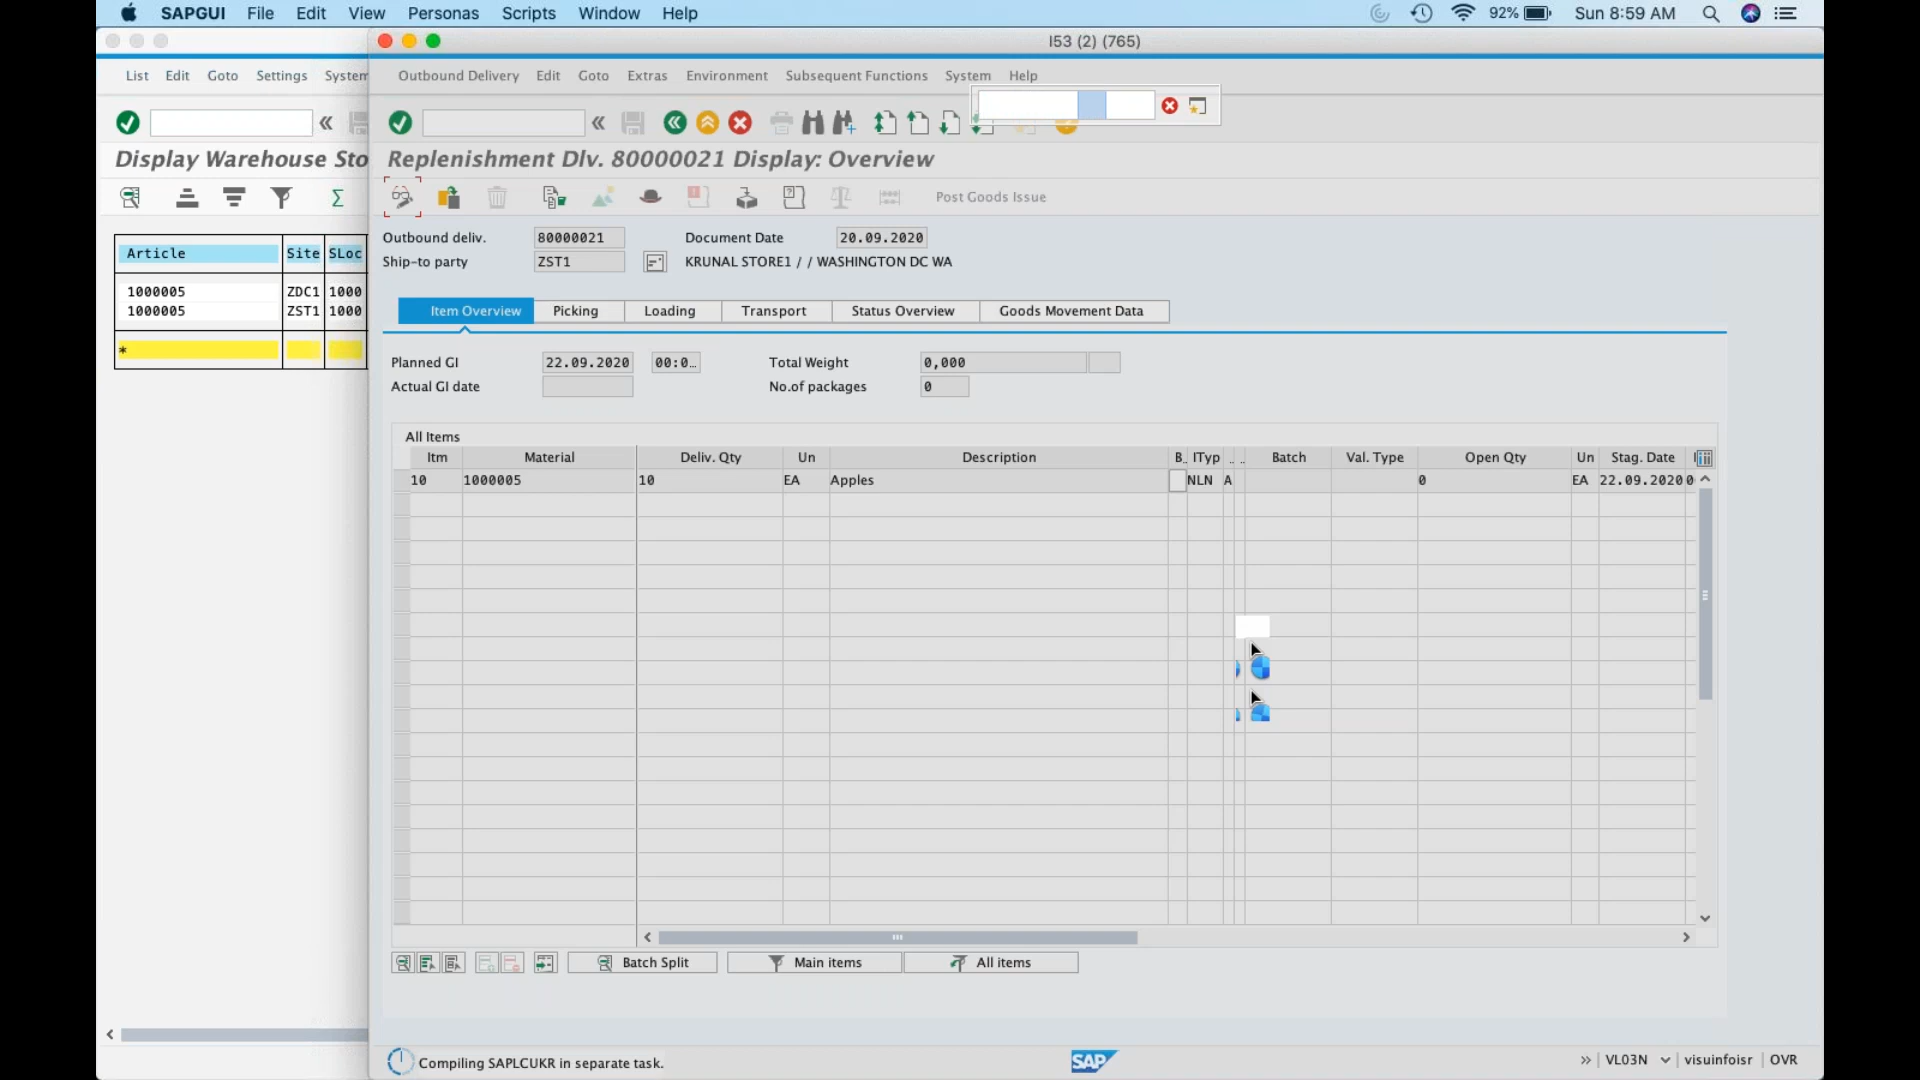 SAPGUI File Edit View Personas Scripts Window Help 92% Sun 8:59 AM
I53 (2) (765)
List Edit Goto Settings System
Outbound Delivery Edit Goto Extras Environment Subsequent Functions System Help
Display Warehouse Sto
Replenishment Dlv. 80000021 Display: Overview
Post Goods Issue
Outbound deliv. 80000021 Document Date 20.09.2020
Ship-to party ZST1 KRUNAL STORE1 / / WASHINGTON DC WA
Article Site SLoc
1000005 ZDC1 1000
1000005 ZST1 1000
*
Item Overview Picking Loading Transport Status Overview Goods Movement Data
Planned GI 22.09.2020 00:0… Total Weight 0,000
Actual GI date No.of packages 0
All Items
Itm Material Deliv. Qty Un Description B.. ITyp .. .. Batch Val. Type Open Qty Un Stag. Date
10 1000005 10 EA Apples NLN A 0 EA 22.09.2020 0
Batch Split Main items All items
Compiling SAPLCUKR in separate task.
SAP
VL03N visuinfoisr OVR